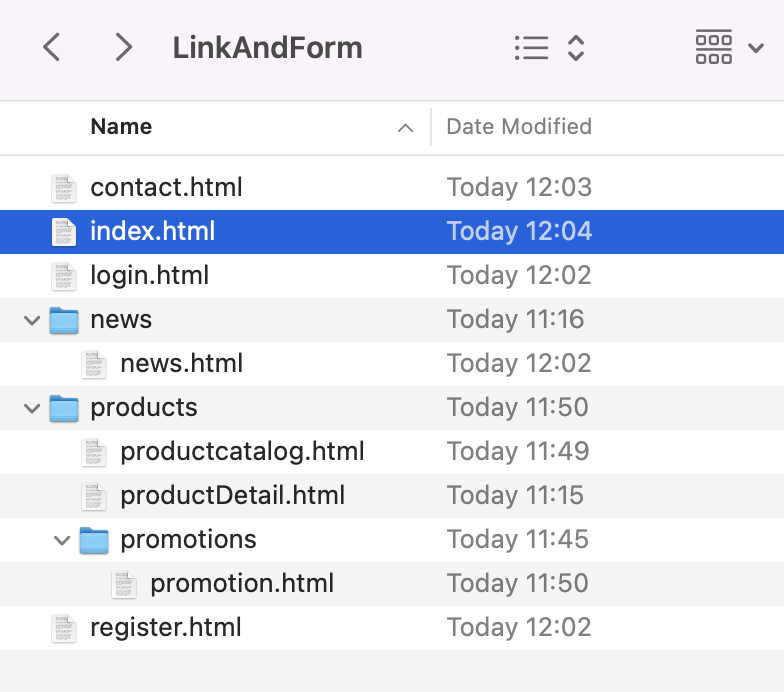 LinkAndForm
Name Date Modified
contact.html Today 12:03
index.html Today 12:04
login.html Today 12:02
news Today 11:16
news.html Today 12:02
products Today 11:50
productcatalog.html Today 11:49
productDetail.html Today 11:15
promotions Today 11:45
promotion.html Today 11:50
register.html Today 12:02